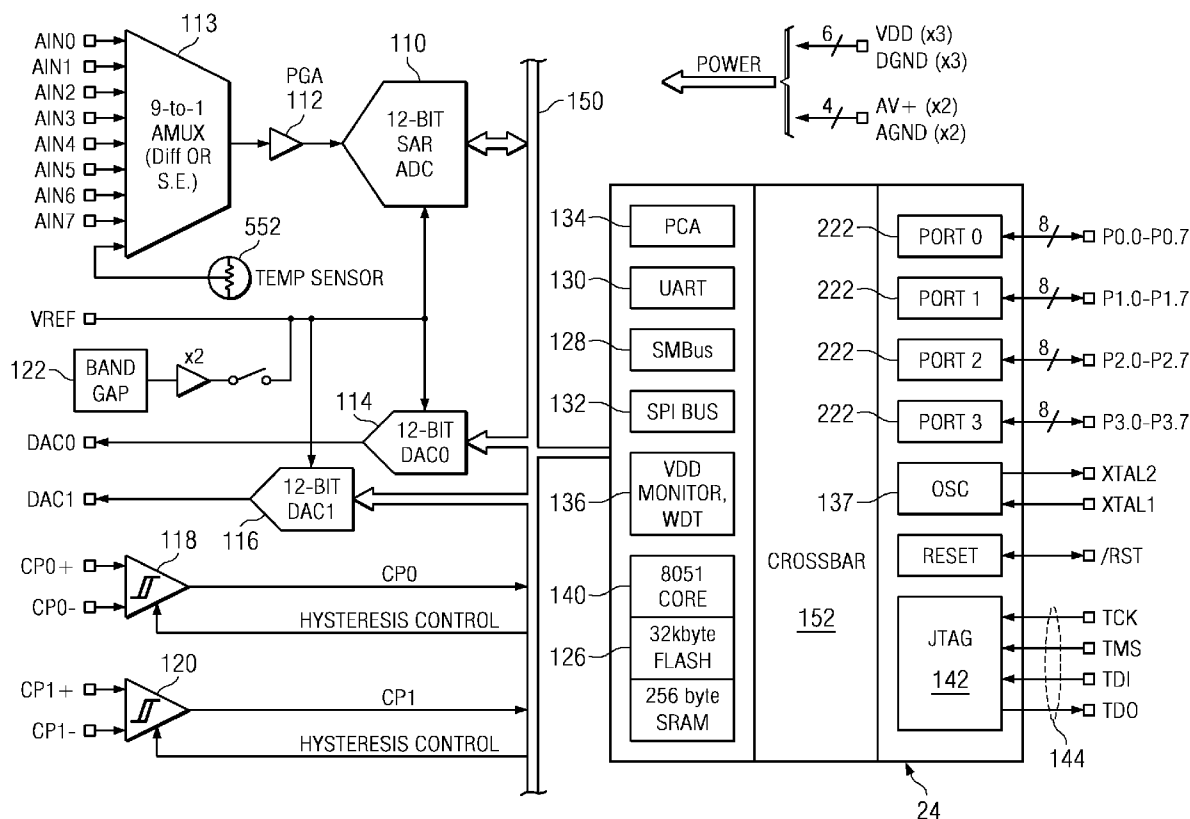 AIN0
AIN1
AIN2
AIN3
AIN4
AIN5
AIN6
AIN7
113
9-to-1
AMUX
(Diff OR
S.E.)
PGA
112
110
12-BIT
SAR
ADC
150
552
TEMP SENSOR
VREF
122
BAND
GAP
x2
DAC0
114
12-BIT
DAC0
DAC1
12-BIT
DAC1
116
CP0+
CP0-
118
CP0
HYSTERESIS CONTROL
CP1+
CP1-
120
CP1
HYSTERESIS CONTROL
POWER
6
VDD (x3)
DGND (x3)
4
AV+ (x2)
AGND (x2)
134
PCA
130
UART
128
SMBus
132
SPI BUS
136
VDD
MONITOR,
WDT
140
8051
CORE
126
32kbyte
FLASH
256 byte
SRAM
CROSSBAR
152
222
PORT 0
8
P0.0-P0.7
222
PORT 1
8
P1.0-P1.7
222
PORT 2
8
P2.0-P2.7
222
PORT 3
8
P3.0-P3.7
137
OSC
XTAL2
XTAL1
RESET
/RST
JTAG
142
TCK
TMS
TDI
TDO
144
24